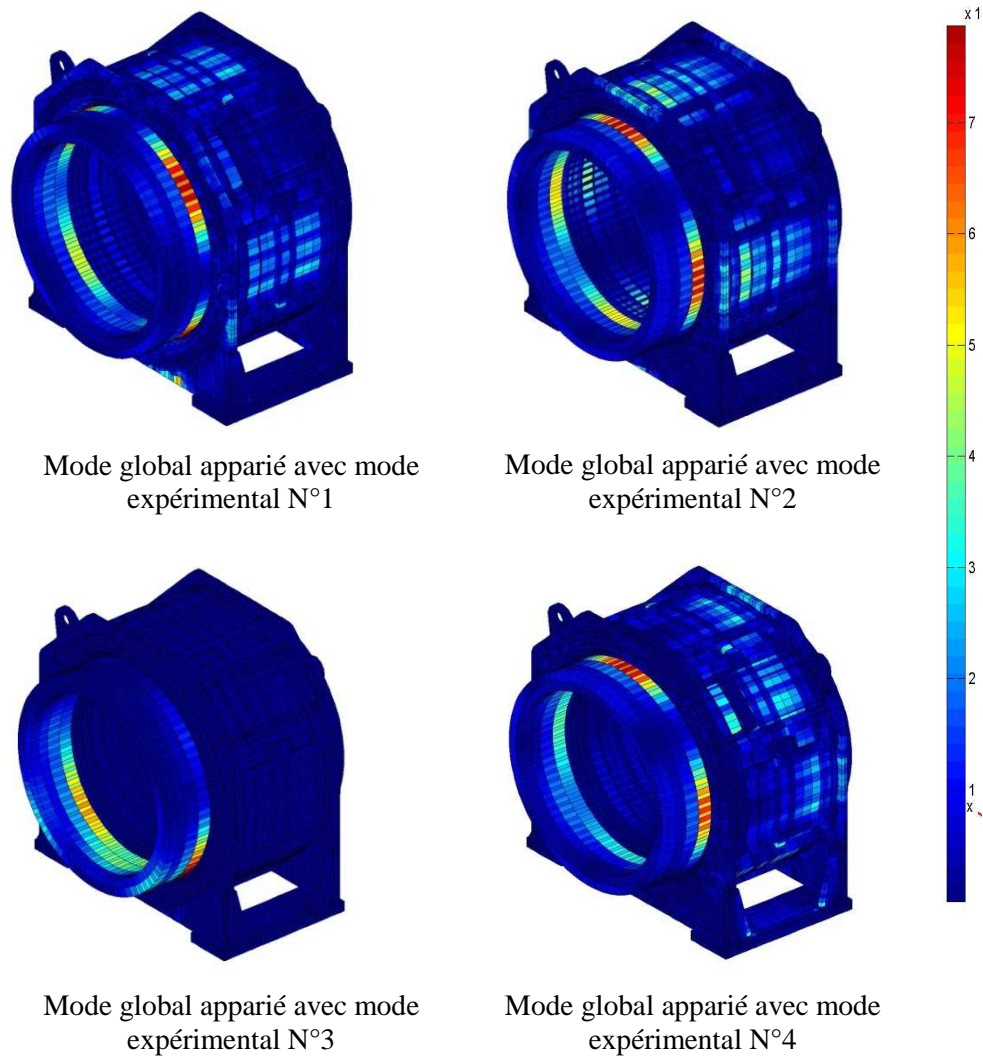 x 1
7
6
5
4
3
2
1
x
Mode global apparié avec mode
expérimental N°1
Mode global apparié avec mode
expérimental N°2
Mode global apparié avec mode
expérimental N°3
Mode global apparié avec mode
expérimental N°4